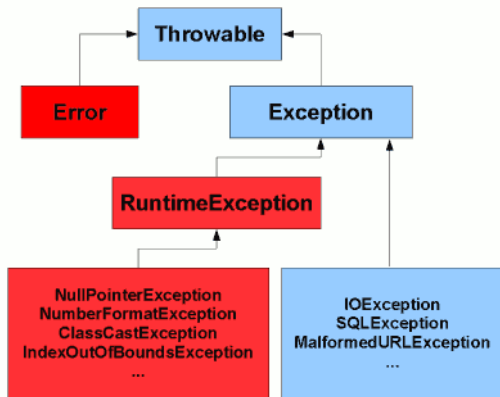 Throwable
Error
Exception
RuntimeException
NullPointerException
NumberFormatException
ClassCastException
IndexOutOfBoundsException
...
IOException
SQLException
MalformedURLException
...